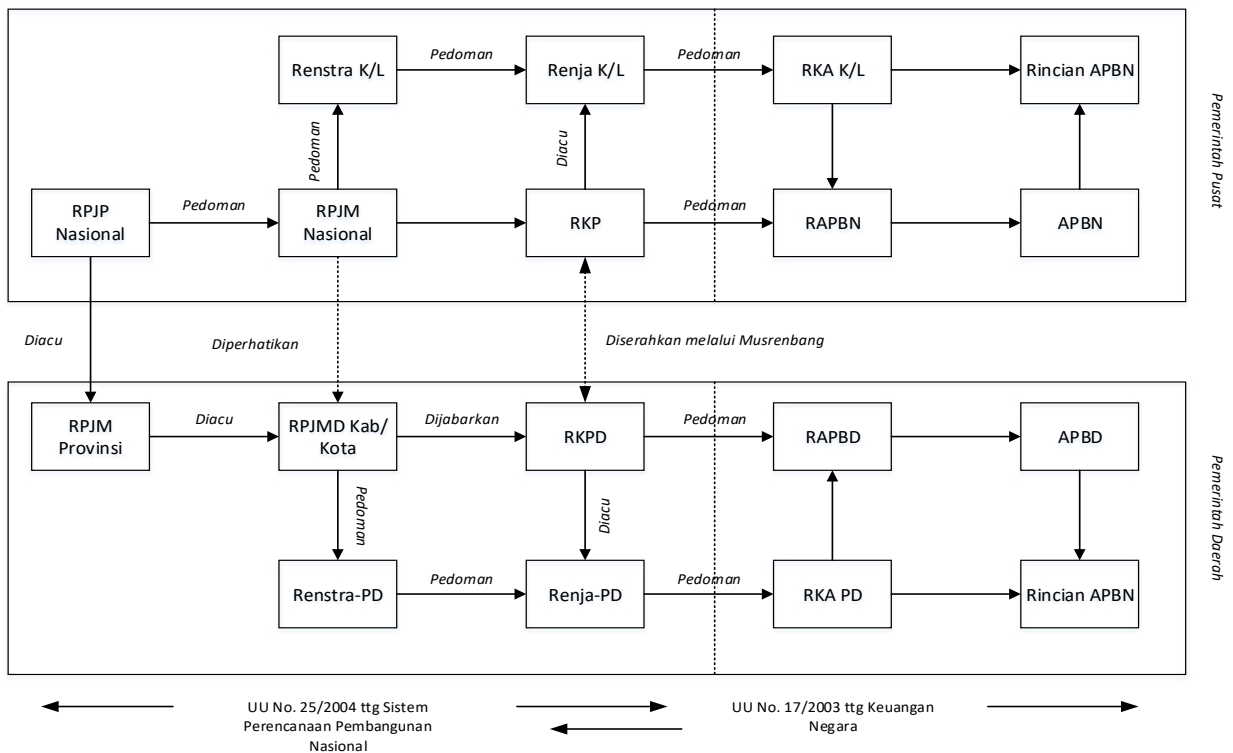 Pedoman
Pedoman
Renstra K/L
Renja K/L
RKA K/L
Rincian APBN
Pedoman
Diacu
Pemerintah Pusat
RPJP
Nasional
Pedoman
RPJM
Nasional
RKP
Pedoman
RAPBN
APBN
Diacu
Diperhatikan
Diserahkan melalui Musrenbang
RPJM
Provinsi
Diacu
RPJMD Kab/
Kota
Dijabarkan
RKPD
Pedoman
RAPBD
APBD
Pedoman
Diacu
Pemerintah Daerah
Renstra-PD
Pedoman
Renja-PD
Pedoman
RKA PD
Rincian APBN
UU No. 25/2004 ttg Sistem
Perencanaan Pembangunan
Nasional
UU No. 17/2003 ttg Keuangan
Negara